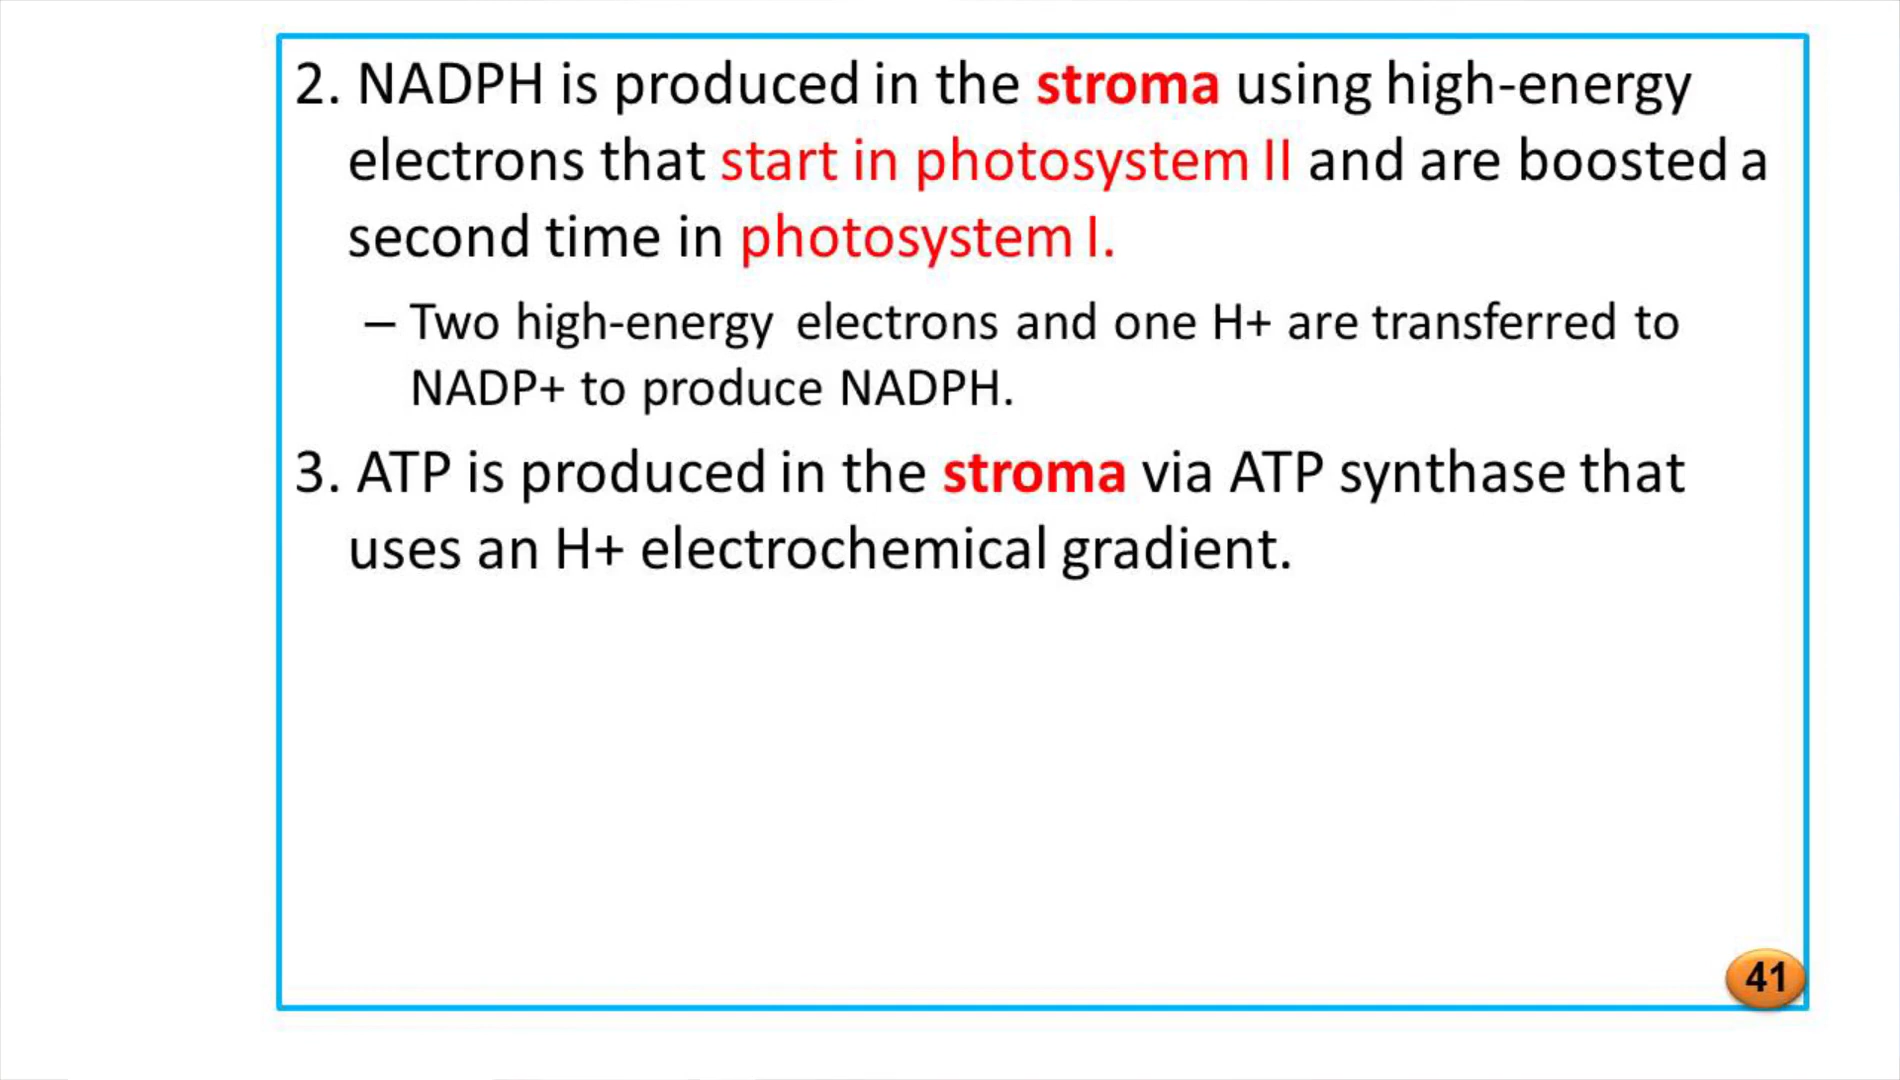 2. NADPH is produced in the stroma using high-energy
electrons that start in photosystem II and are boosted a
second time in photosystem I.
– Two high-energy electrons and one H+ are transferred to
NADP+ to produce NADPH.
3. ATP is produced in the stroma via ATP synthase that
uses an H+ electrochemical gradient.
41